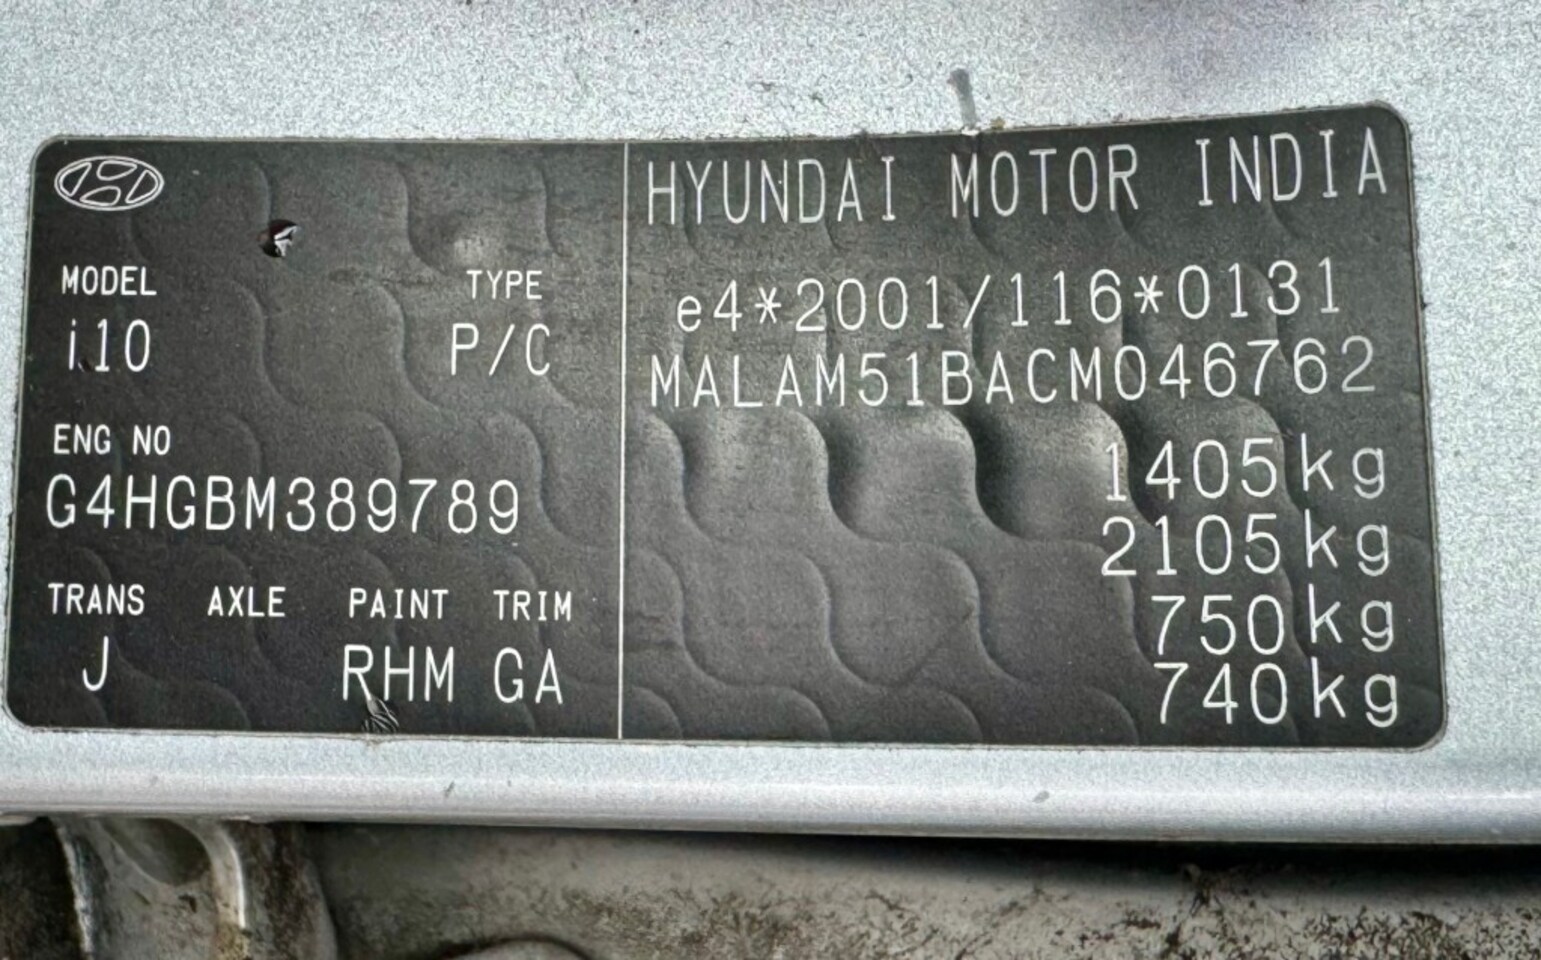 MODEL TYPE
i10 P/C
ENG NO
G4HGBM389789
TRANS AXLE PAINT TRIM
J RHM GA
HYUNDAI MOTOR INDIA
e4*2001/116*0131
MALAM51BACM046762
1405kg
2105kg
750kg
740kg